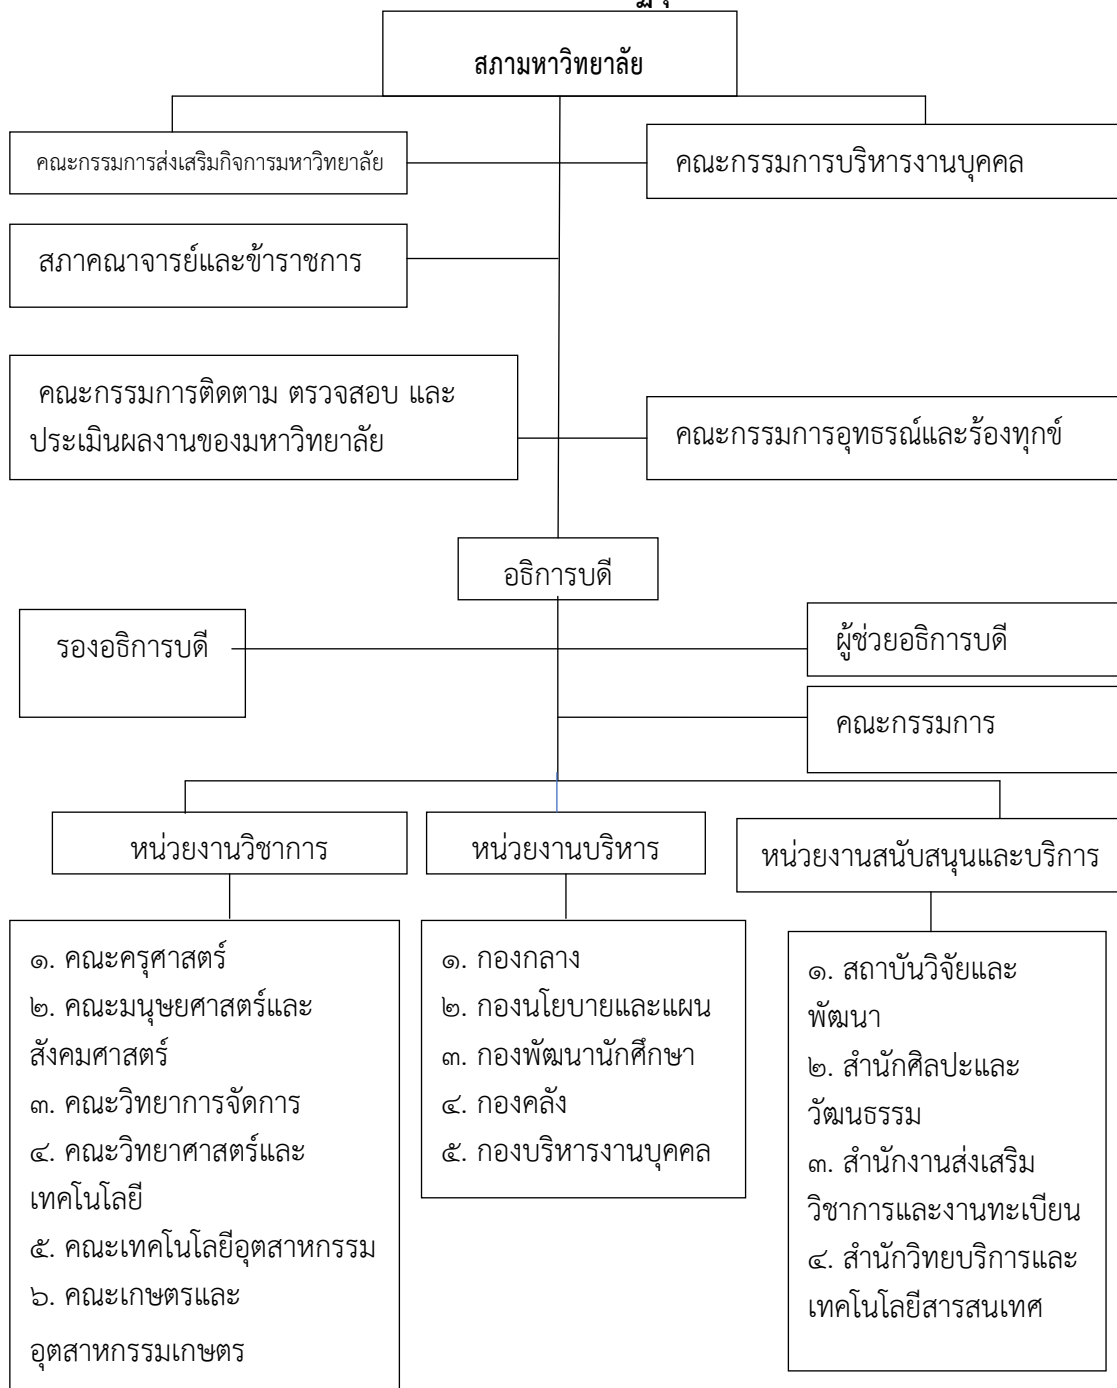 สภามหาวิทยาลัย
คณะกรรมการส่งเสริมกิจการมหาวิทยาลัย
คณะกรรมการบริหารงานบุคคล
สภาคณาจารย์และข้าราชการ
คณะกรรมการติดตาม ตรวจสอบ และ
ประเมินผลงานของมหาวิทยาลัย
คณะกรรมการอุทธรณ์และร้องทุกข์
อธิการบดี
รองอธิการบดี
ผู้ช่วยอธิการบดี
คณะกรรมการ
หน่วยงานวิชาการ
หน่วยงานบริหาร
หน่วยงานสนับสนุนและบริการ
๑. คณะครุศาสตร์
๒. คณะมนุษยศาสตร์และ
สังคมศาสตร์
๓. คณะวิทยาการจัดการ
๔. คณะวิทยาศาสตร์และ
เทคโนโลยี
๕. คณะเทคโนโลยีอุตสาหกรรม
๖. คณะเกษตรและ
อุตสาหกรรมเกษตร
๑. กองกลาง
๒. กองนโยบายและแผน
๓. กองพัฒนานักศึกษา
๔. กองคลัง
๕. กองบริหารงานบุคคล
๑. สถาบันวิจัยและ
พัฒนา
๒. สำนักศิลปะและ
วัฒนธรรม
๓. สำนักงานส่งเสริม
วิชาการและงานทะเบียน
๔. สำนักวิทยบริการและ
เทคโนโลยีสารสนเทศ